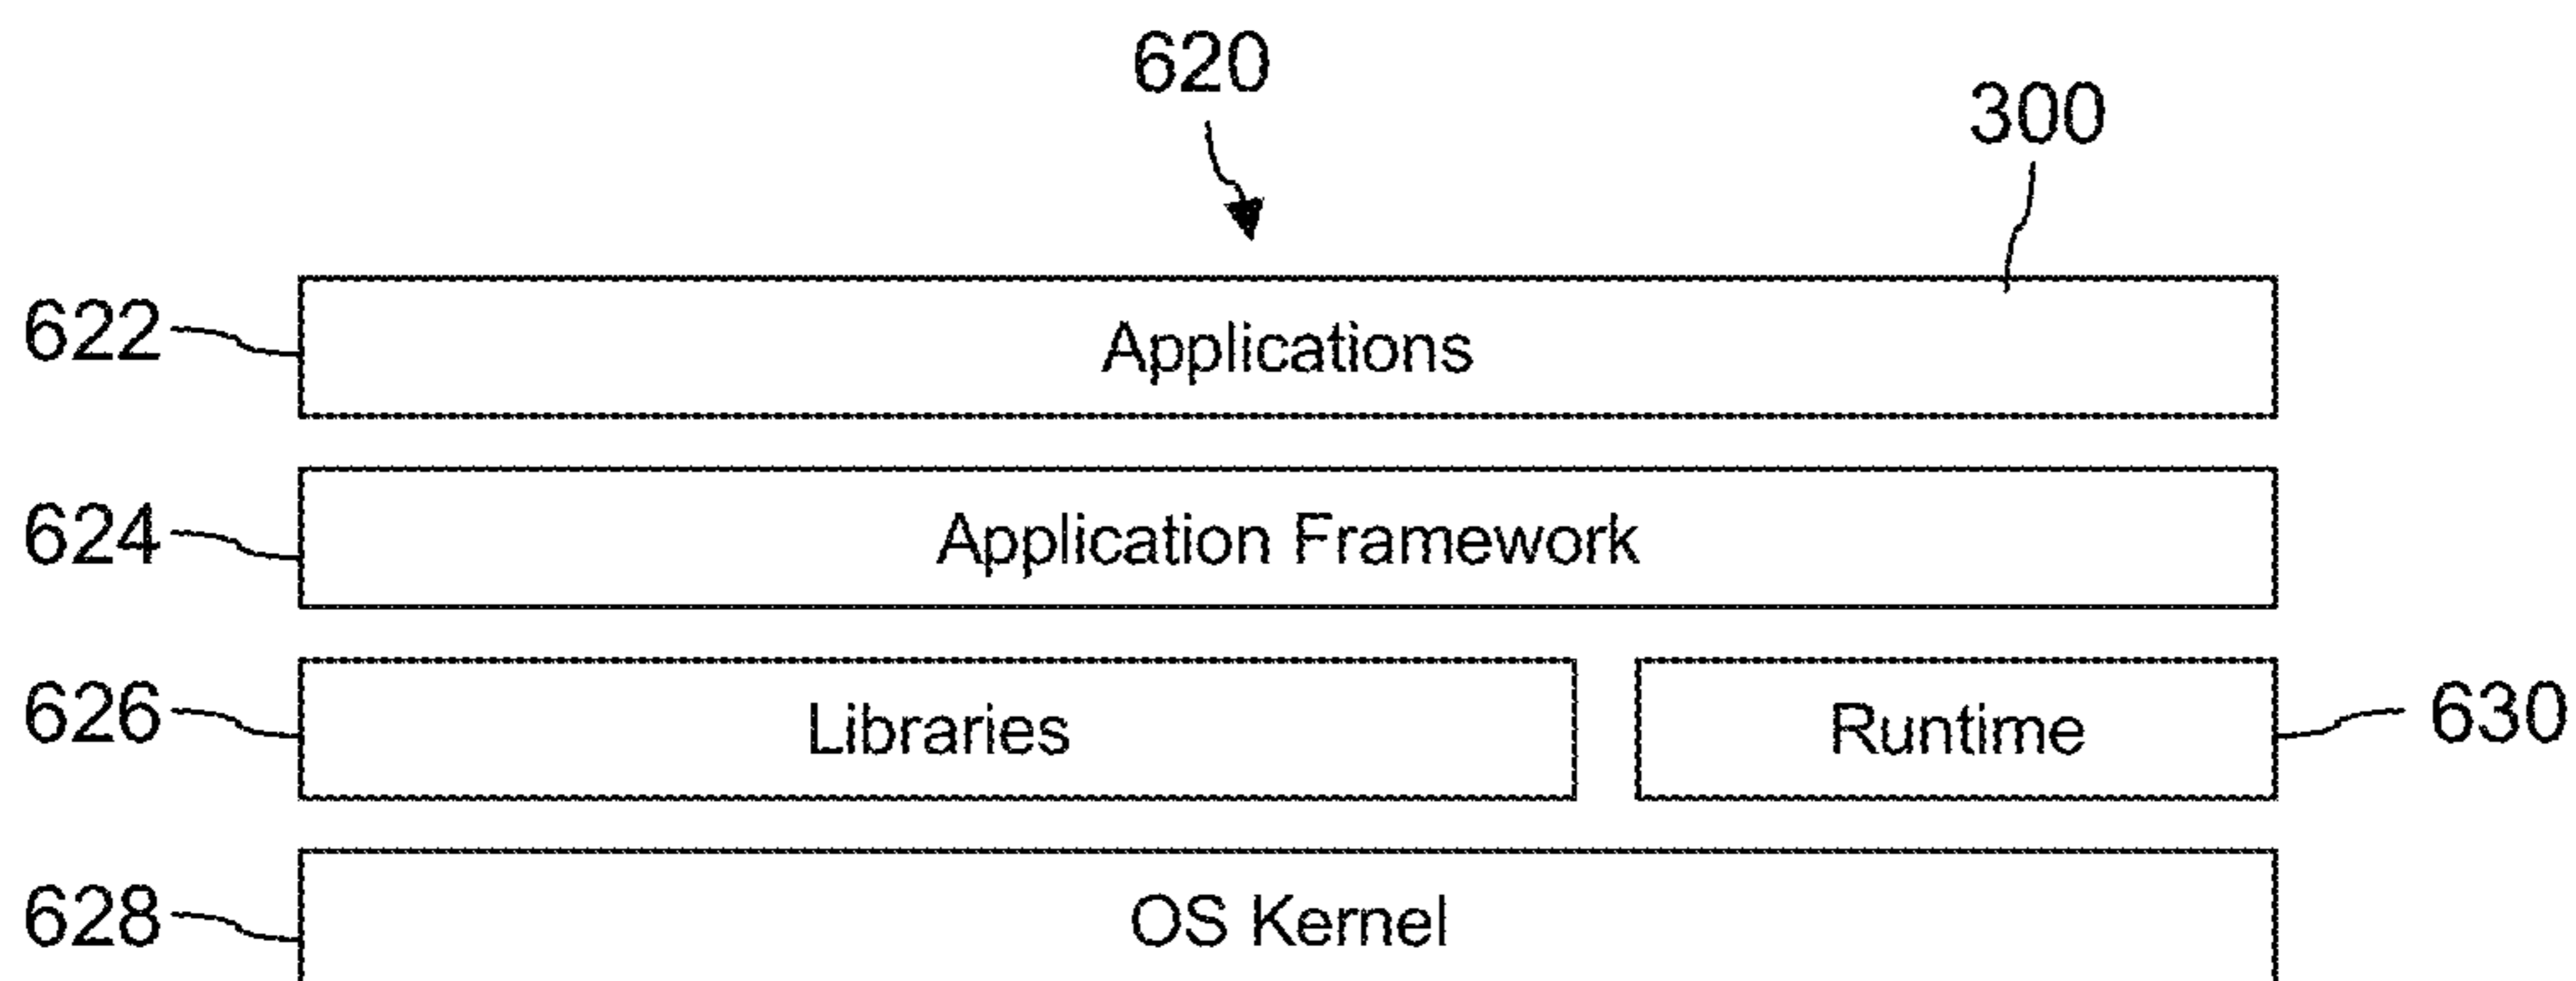 620
300
622
Applications
624
Application Framework
626
Libraries
Runtime
630
628
OS Kernel